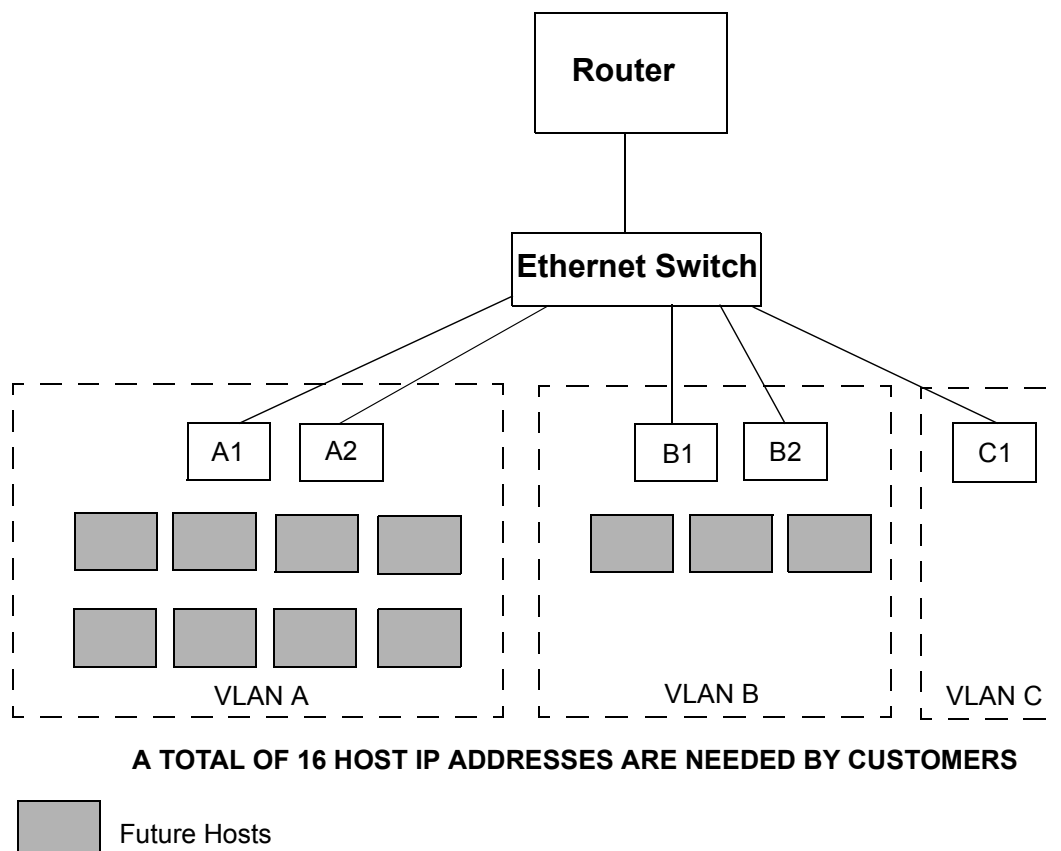 Router
Ethernet Switch
A1
A2
B1
B2
C1
VLAN A
VLAN B
VLAN C
A TOTAL OF 16 HOST IP ADDRESSES ARE NEEDED BY CUSTOMERS
Future Hosts